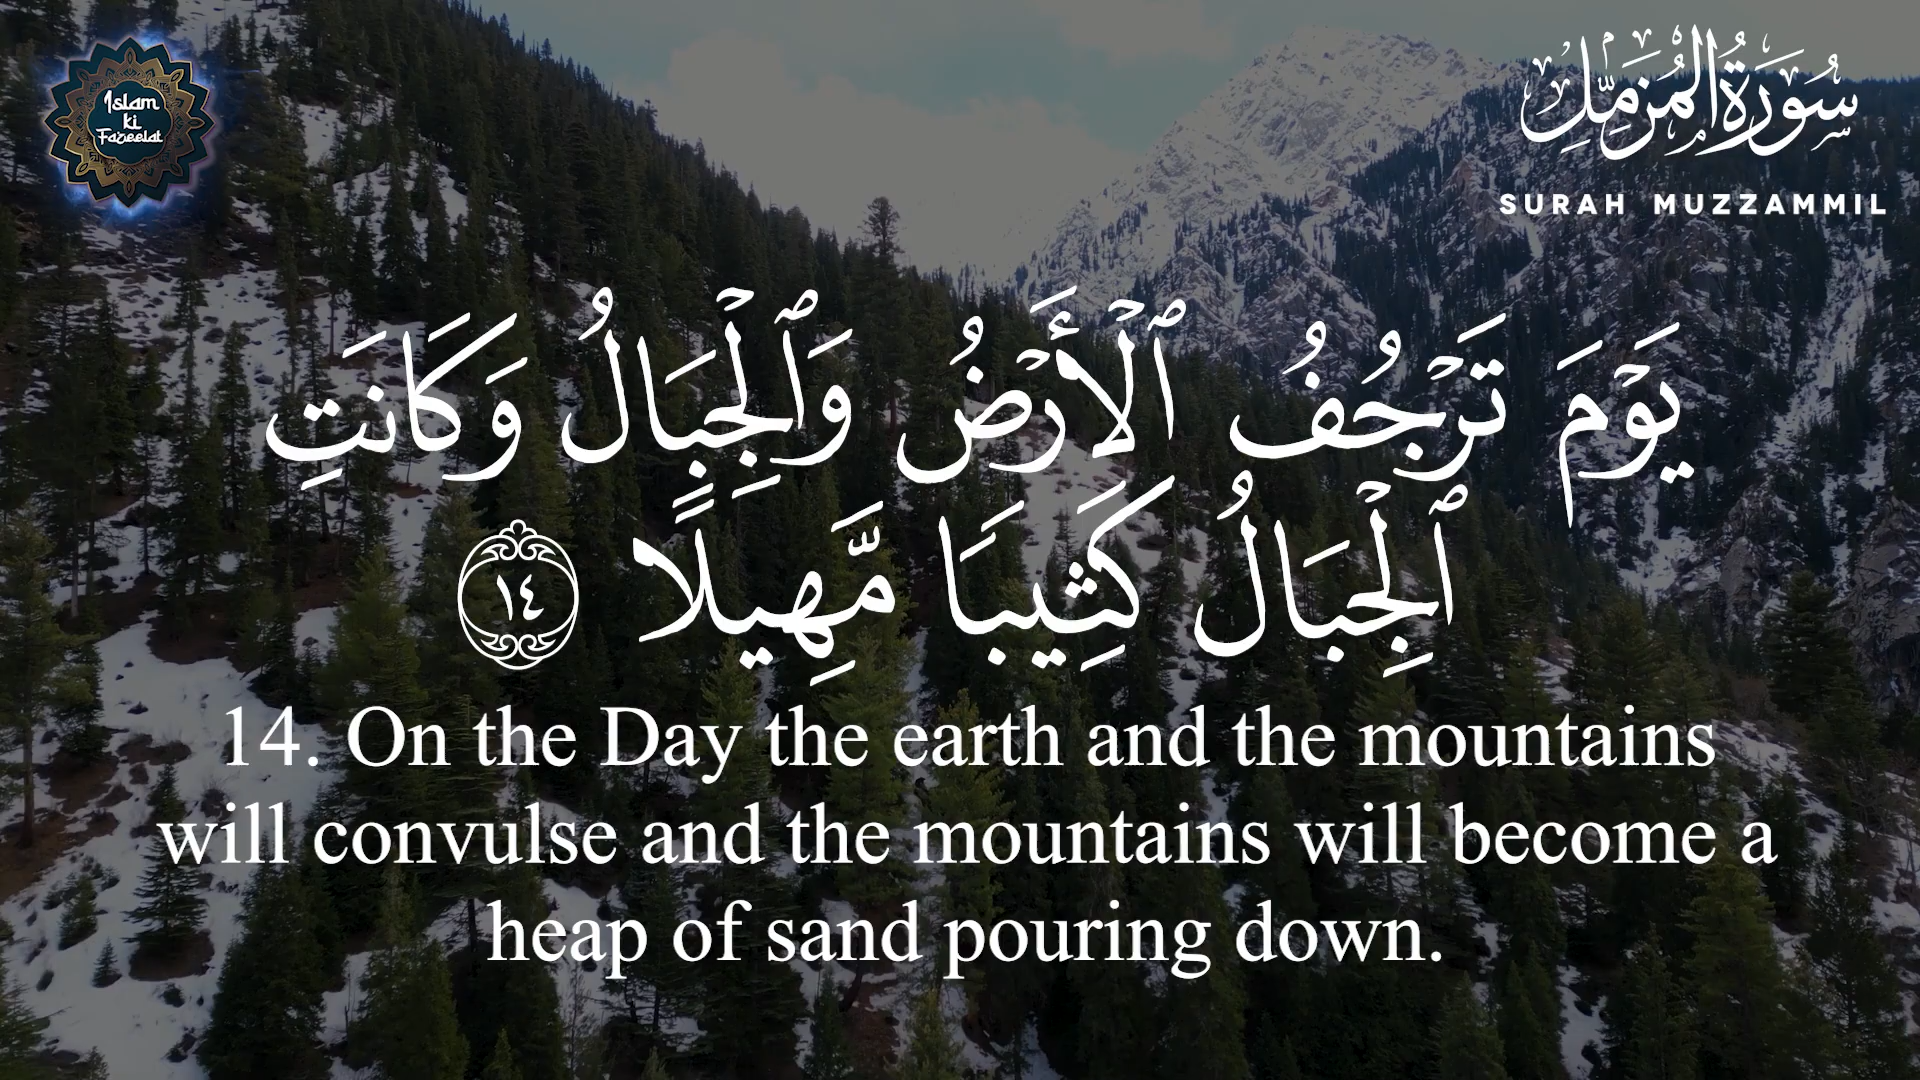 Islam
ki
Fazeelat
سُورَةُ الْمُزَّمِّل
SURAH MUZZAMMIL
يَوْمَ تَرْجُفُ ٱلْأَرْضُ وَٱلْجِبَالُ وَكَانَتِ
ٱلْجِبَالُ كَثِيبًا مَّهِيلًا ١٤
14. On the Day the earth and the mountains
will convulse and the mountains will become a
heap of sand pouring down.